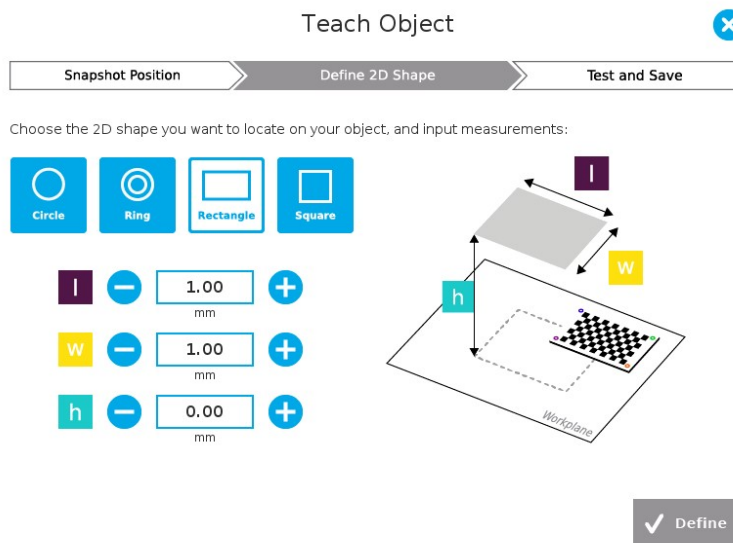 Teach Object
Snapshot Position
Define 2D Shape
Test and Save
Choose the 2D shape you want to locate on your object, and input measurements:
Circle
Ring
Rectangle
Square
l
1.00
mm
w
1.00
mm
h
0.00
mm
l
w
h
Workplane
Define